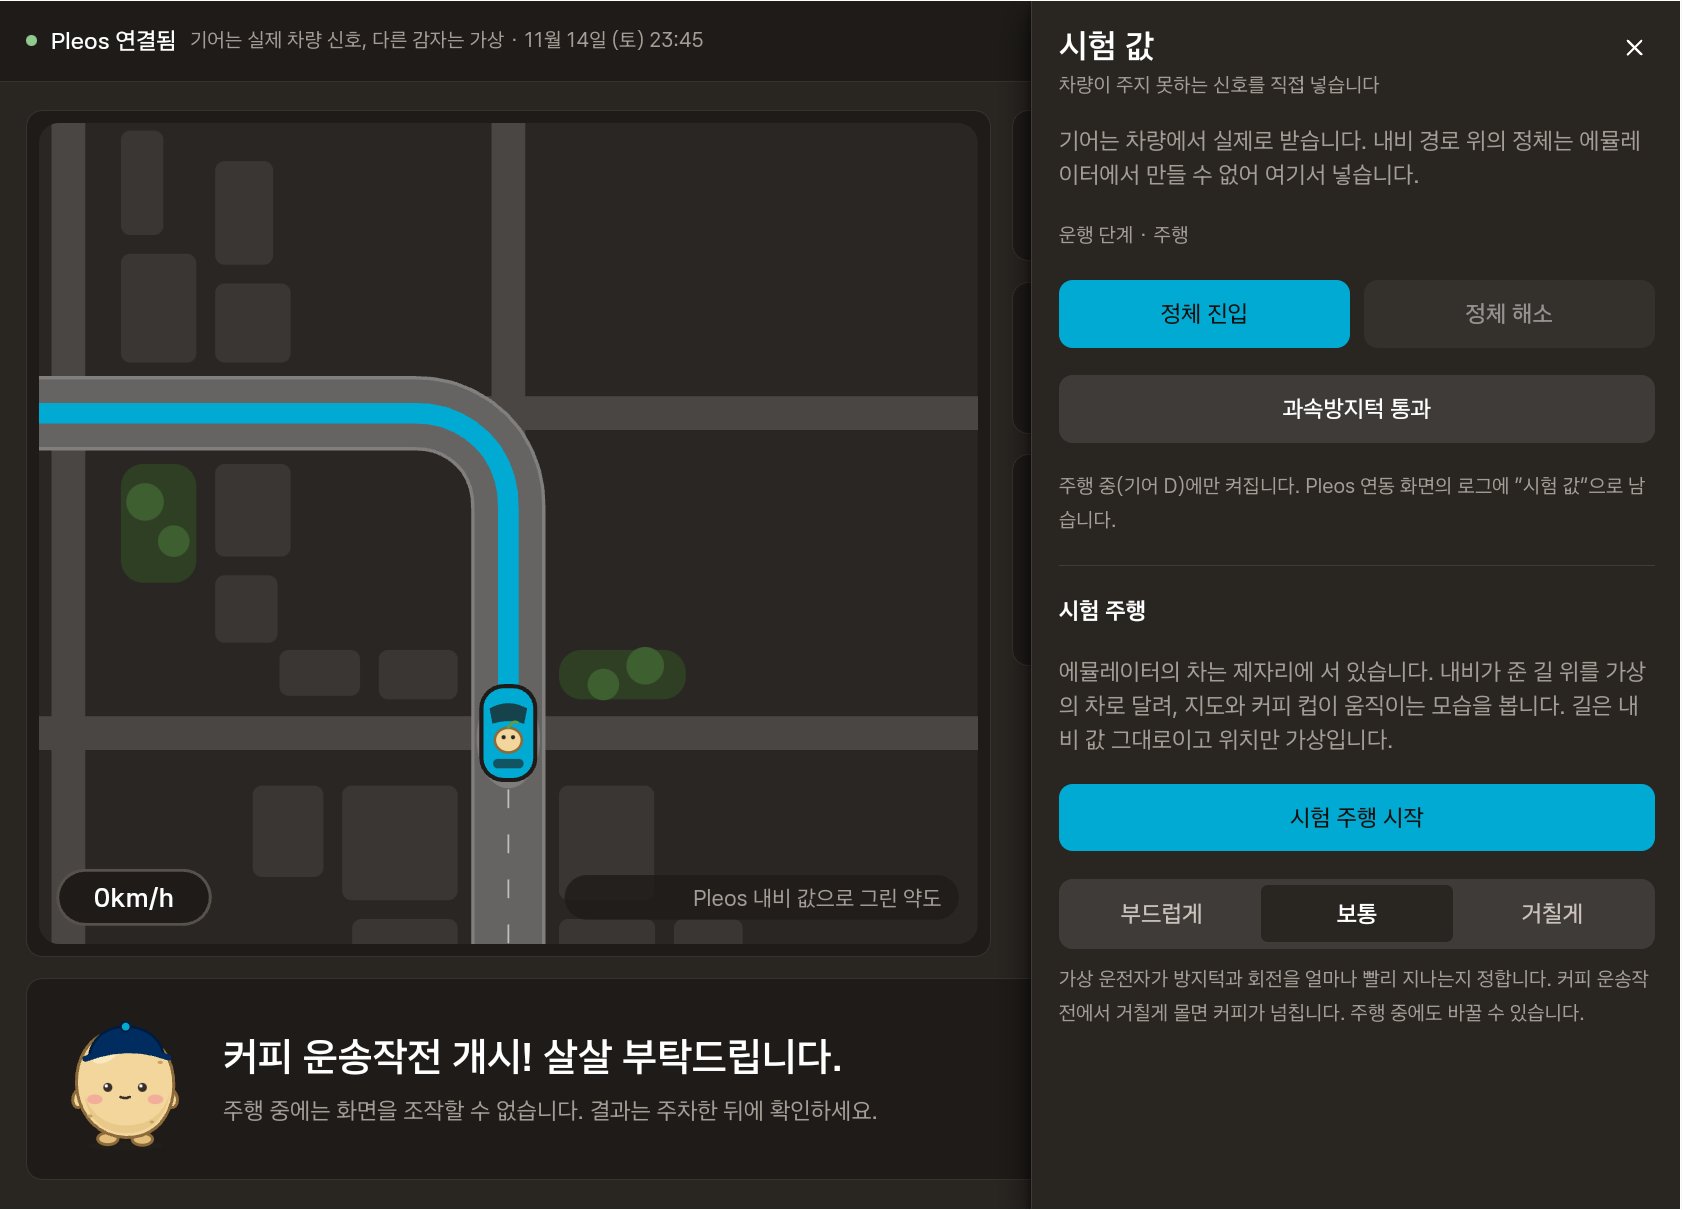 Pleos 연결됨 기어는 실제 차량 신호, 다른 감자는 가상 · 11월 14일 (토) 23:45
0km/h
Pleos 내비 값으로 그린 약도
커피 운송작전 개시! 살살 부탁드립니다.
주행 중에는 화면을 조작할 수 없습니다. 결과는 주차한 뒤에 확인하세요.
시험 값
차량이 주지 못하는 신호를 직접 넣습니다
기어는 차량에서 실제로 받습니다. 내비 경로 위의 정체는 에뮬레
이터에서 만들 수 없어 여기서 넣습니다.
운행 단계 · 주행
정체 진입
정체 해소
과속방지턱 통과
주행 중(기어 D)에만 켜집니다. Pleos 연동 화면의 로그에 “시험 값”으로 남
습니다.
시험 주행
에뮬레이터의 차는 제자리에 서 있습니다. 내비가 준 길 위를 가상
의 차로 달려, 지도와 커피 컵이 움직이는 모습을 봅니다. 길은 내
비 값 그대로이고 위치만 가상입니다.
시험 주행 시작
부드럽게
보통
거칠게
가상 운전자가 방지턱과 회전을 얼마나 빨리 지나는지 정합니다. 커피 운송작
전에서 거칠게 몰면 커피가 넘칩니다. 주행 중에도 바꿀 수 있습니다.